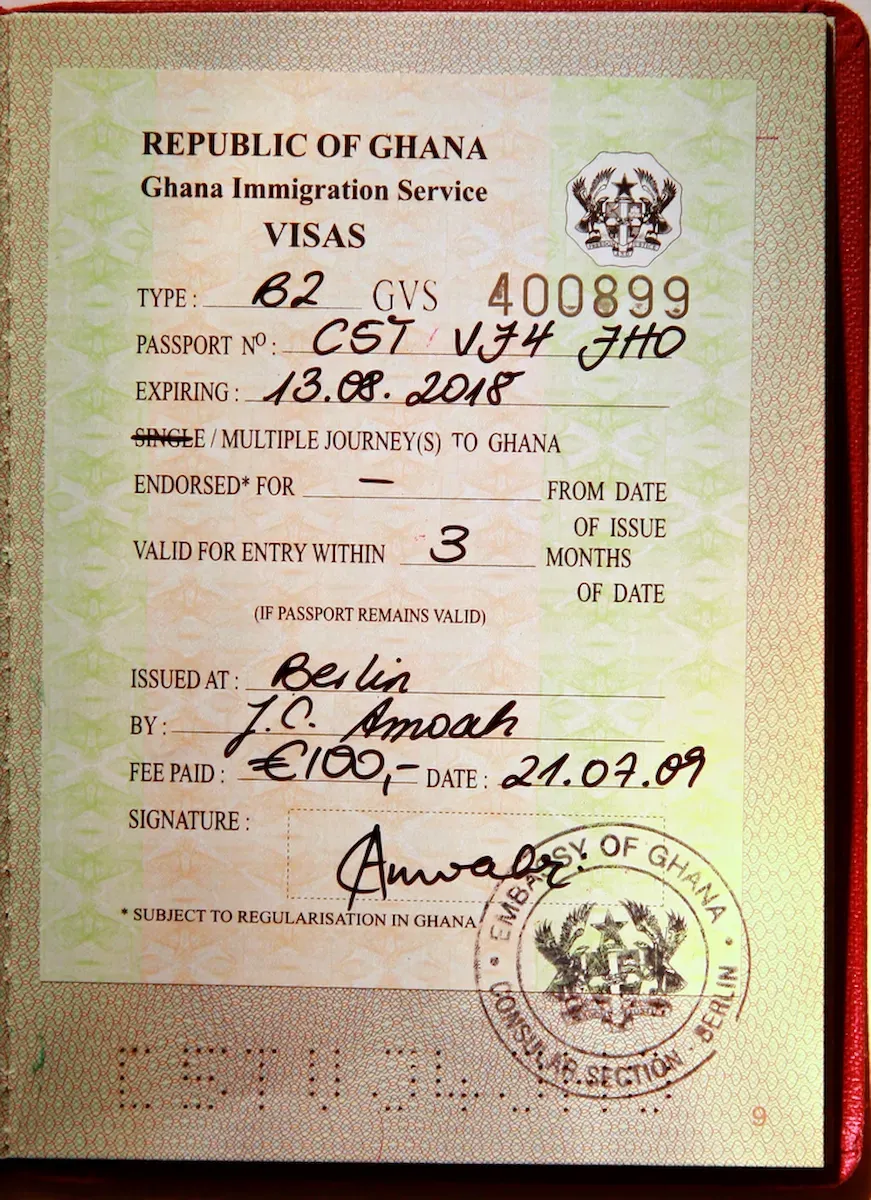 REPUBLIC OF GHANA
Ghana Immigration Service
VISAS
TYPE : B2 GVS 400899
PASSPORT Nº : C5T VJ4 JHO
EXPIRING : 13.08.2018
SINGLE / MULTIPLE JOURNEY(S) TO GHANA
ENDORSED* FOR — FROM DATE
OF ISSUE
VALID FOR ENTRY WITHIN 3 MONTHS
OF DATE
(IF PASSPORT REMAINS VALID)
ISSUED AT : Berlin
BY : J.C. Amoah
FEE PAID : €100,- DATE : 21.07.09
SIGNATURE :
* SUBJECT TO REGULARISATION IN GHANA
EMBASSY OF GHANA
CONSULAR SECTION - BERLIN
9